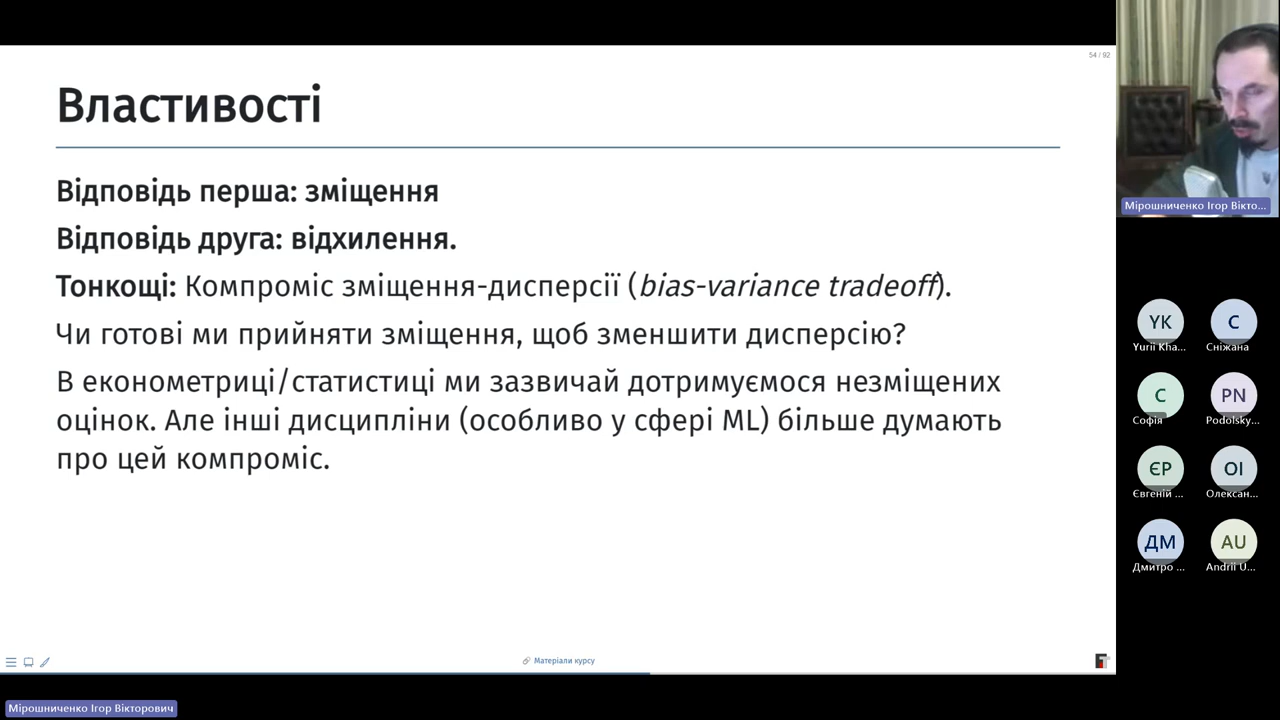 54 / 92
Властивості
Відповідь перша: зміщення
Відповідь друга: відхилення.
Тонкощі: Компроміс зміщення-дисперсії (bias-variance tradeoff).
Чи готові ми прийняти зміщення, щоб зменшити дисперсію?
В економетриці/статистиці ми зазвичай дотримуємося незміщених
оцінок. Але інші дисципліни (особливо у сфері ML) більше думають
про цей компроміс.
Матеріали курсу
Мірошниченко Ігор Вікторович
Мірошниченко Ігор Вікто...
YK
Yurii Kha...
С
Сніжана
С
Софія
PN
Podolsky...
ЄР
Євгеній ...
ОІ
Олексан...
ДМ
Дмитро ...
AU
Andrii U...